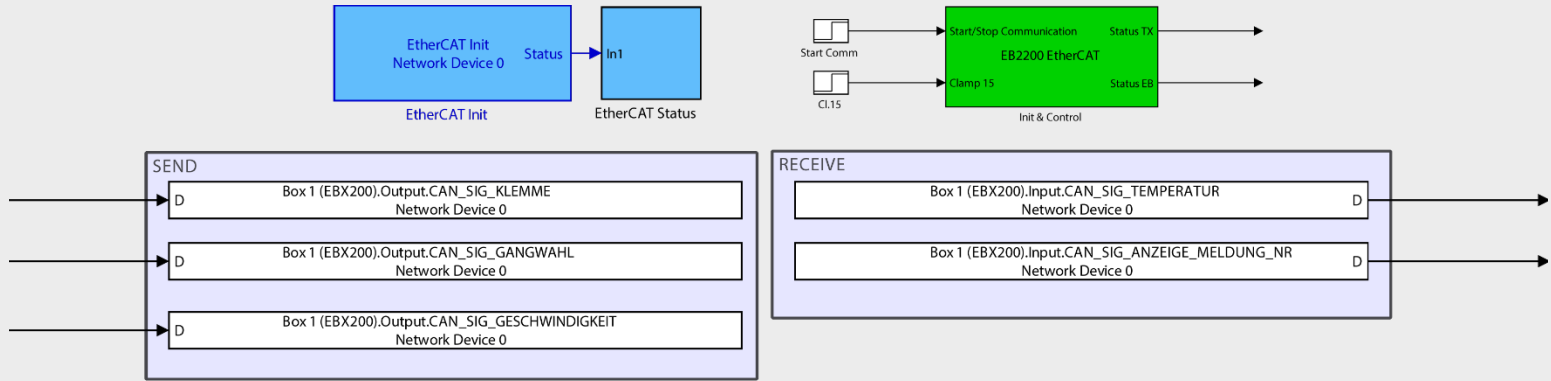 EtherCAT Init
Network Device 0
Status
In1
EtherCAT Init
EtherCAT Status
Start Comm
Cl.15
Start/Stop Communication
Status TX
EB2200 EtherCAT
Clamp 15
Status EB
Init & Control
SEND
D
Box 1 (EBX200).Output.CAN_SIG_KLEMME
Network Device 0
D
Box 1 (EBX200).Output.CAN_SIG_GANGWAHL
Network Device 0
D
Box 1 (EBX200).Output.CAN_SIG_GESCHWINDIGKEIT
Network Device 0
RECEIVE
Box 1 (EBX200).Input.CAN_SIG_TEMPERATUR
Network Device 0
D
Box 1 (EBX200).Input.CAN_SIG_ANZEIGE_MELDUNG_NR
Network Device 0
D